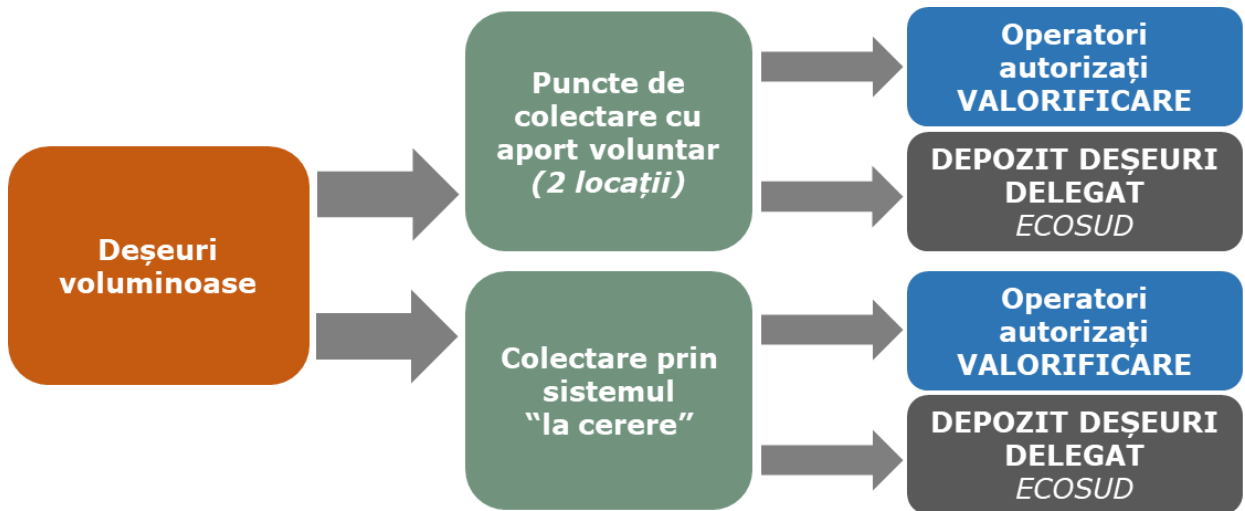 Deșeuri
voluminoase
Puncte de
colectare cu
aport voluntar
(2 locații)
Operatori
autorizați
VALORIFICARE
DEPOZIT DEȘEURI
DELEGAT
ECOSUD
Colectare prin
sistemul
“la cerere”
Operatori
autorizați
VALORIFICARE
DEPOZIT DEȘEURI
DELEGAT
ECOSUD